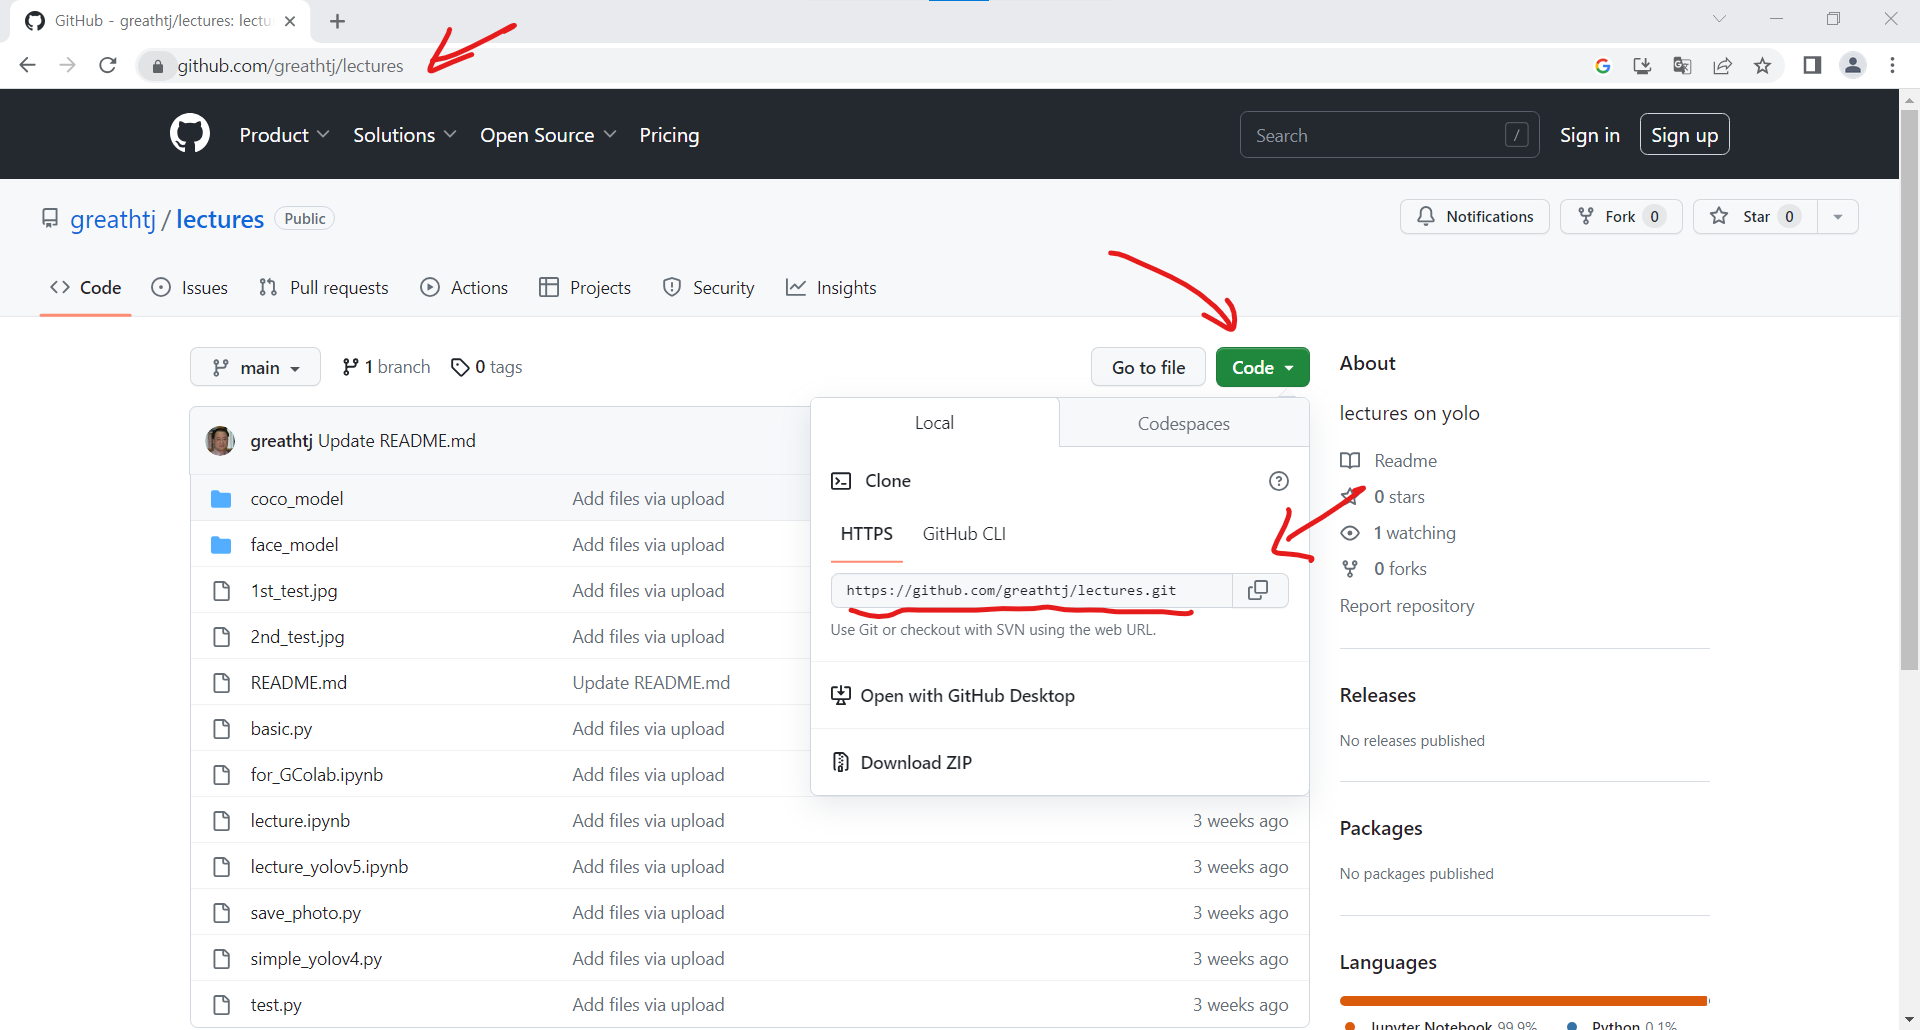 GitHub - greathtj/lectures: lectu
github.com/greathtj/lectures
Product Solutions Open Source Pricing Search / Sign in Sign up
greathtj / lectures Public Notifications Fork 0 Star 0
<> Code Issues Pull requests Actions Projects Security Insights
main 1 branch 0 tags Go to file Code
greathtj Update README.md
coco_model Add files via upload
face_model Add files via upload
1st_test.jpg Add files via upload
2nd_test.jpg Add files via upload
README.md Update README.md
basic.py Add files via upload
for_GColab.ipynb Add files via upload
lecture.ipynb Add files via upload 3 weeks ago
lecture_yolov5.ipynb Add files via upload 3 weeks ago
save_photo.py Add files via upload 3 weeks ago
simple_yolov4.py Add files via upload 3 weeks ago
test.py Add files via upload 3 weeks ago
Local Codespaces
Clone
HTTPS GitHub CLI
https://github.com/greathtj/lectures.git
Use Git or checkout with SVN using the web URL.
Open with GitHub Desktop
Download ZIP
About
lectures on yolo
Readme
0 stars
1 watching
0 forks
Report repository
Releases
No releases published
Packages
No packages published
Languages
Jupyter Notebook 99.9% Python 0.1%